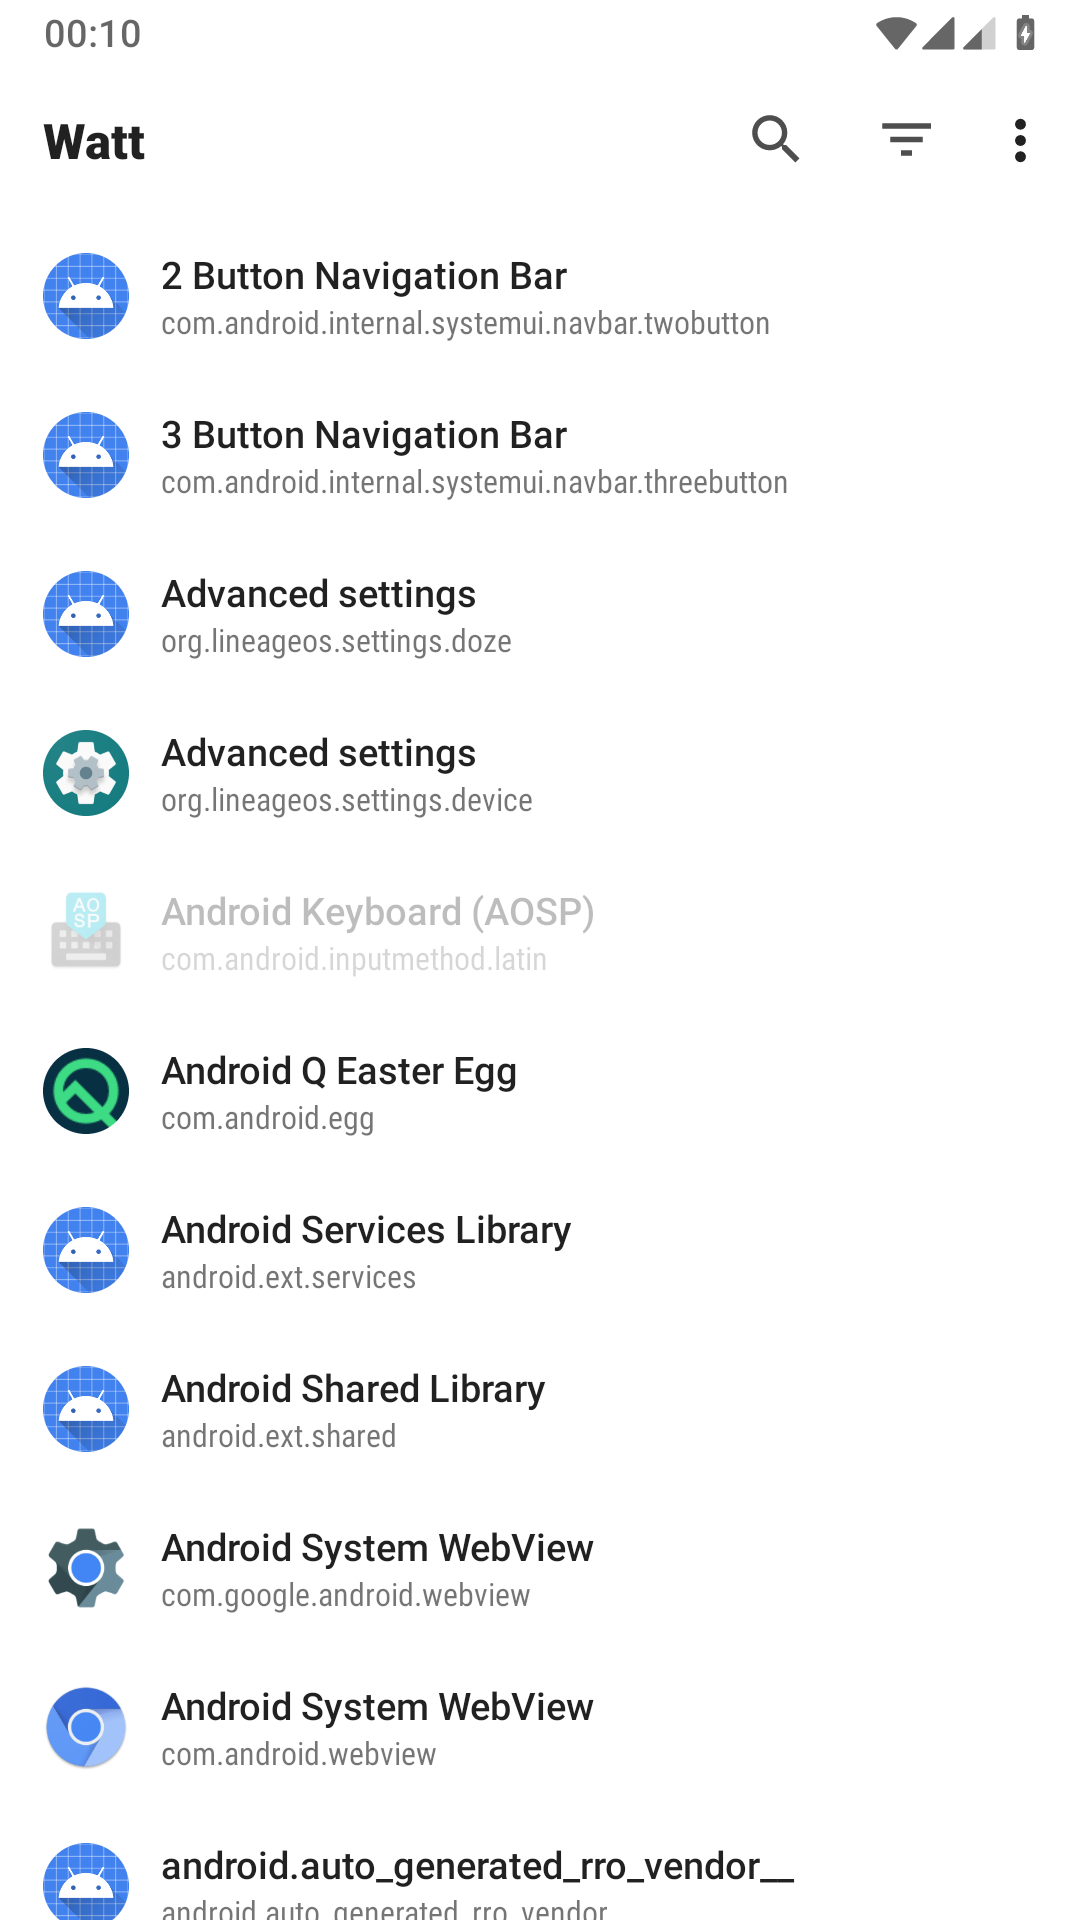 00:10
Watt
2 Button Navigation Bar
com.android.internal.systemui.navbar.twobutton
3 Button Navigation Bar
com.android.internal.systemui.navbar.threebutton
Advanced settings
org.lineageos.settings.doze
Advanced settings
org.lineageos.settings.device
AO
SP
Android Keyboard (AOSP)
com.android.inputmethod.latin
Android Q Easter Egg
com.android.egg
Android Services Library
android.ext.services
Android Shared Library
android.ext.shared
Android System WebView
com.google.android.webview
Android System WebView
com.android.webview
android.auto_generated_rro_vendor__
android.auto_generated_rro_vendor